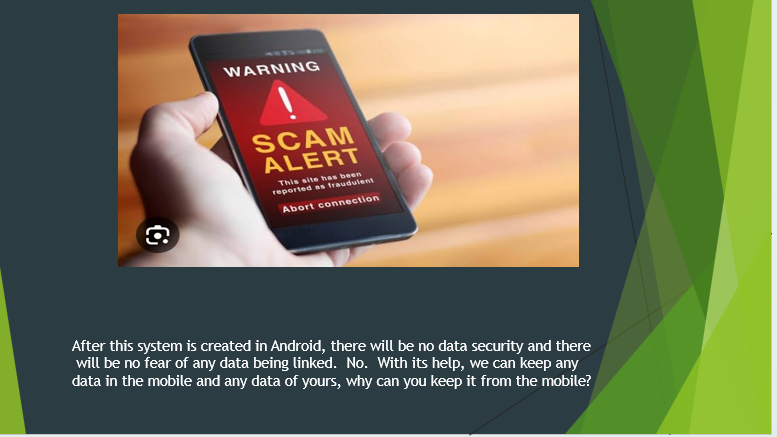 WARNING
SCAM
ALERT
This site has been
reported as fraudulent
Abort connection
After this system is created in Android, there will be no data security and there
will be no fear of any data being linked. No. With its help, we can keep any
data in the mobile and any data of yours, why can you keep it from the mobile?